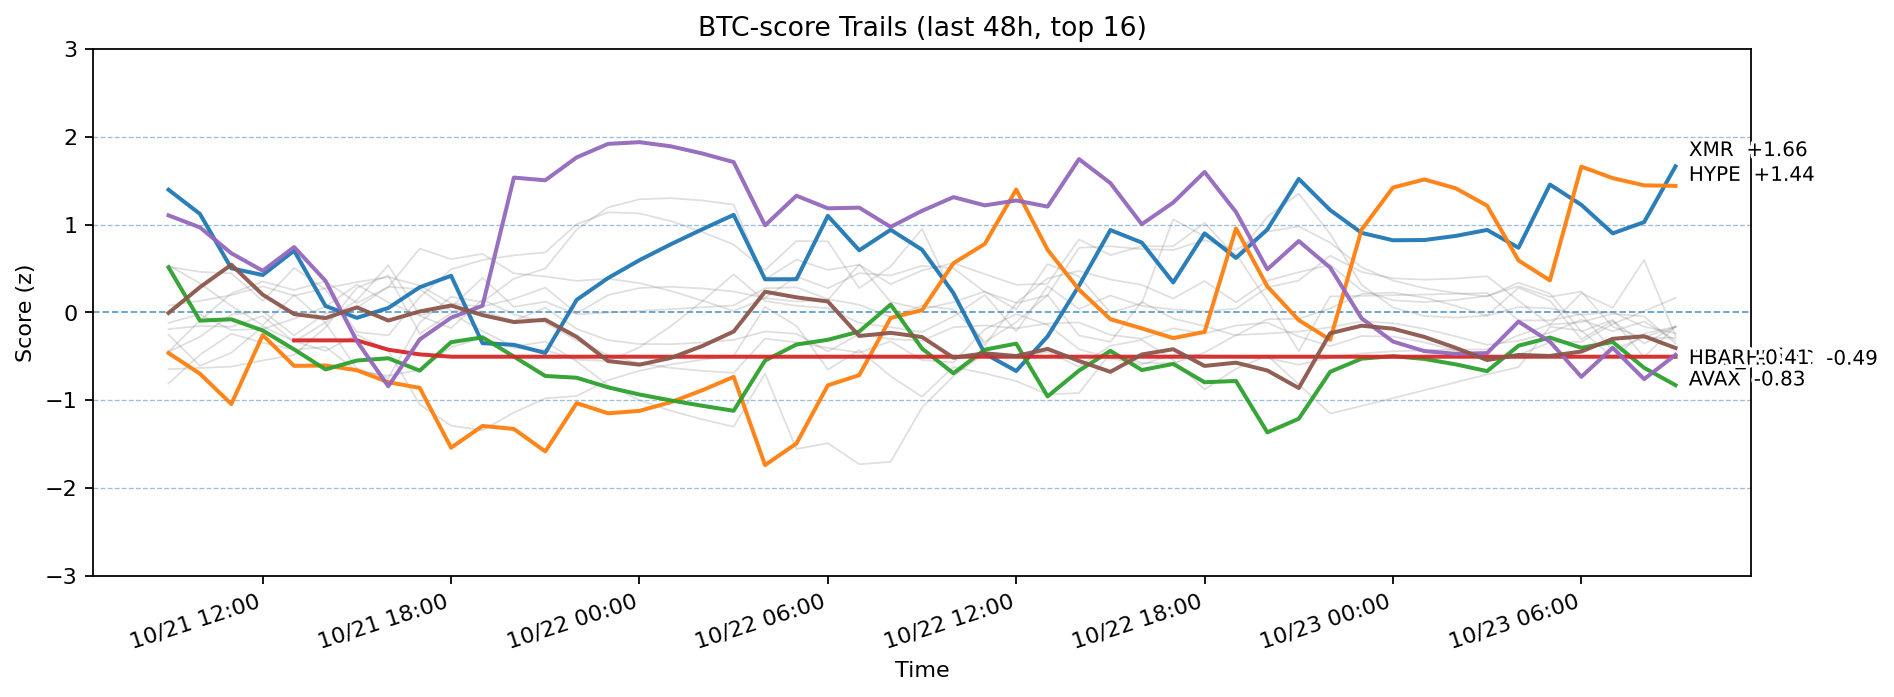 BTC-score Trails (last 48h, top 16)
3
2
1
0
−1
−2
−3
Score (z)
XMR +1.66
HYPE +1.44
-0.49
AVAX -0.83
10/21 12:00
10/21 18:00
10/22 00:00
10/22 06:00
10/22 12:00
10/22 18:00
10/23 00:00
10/23 06:00
Time